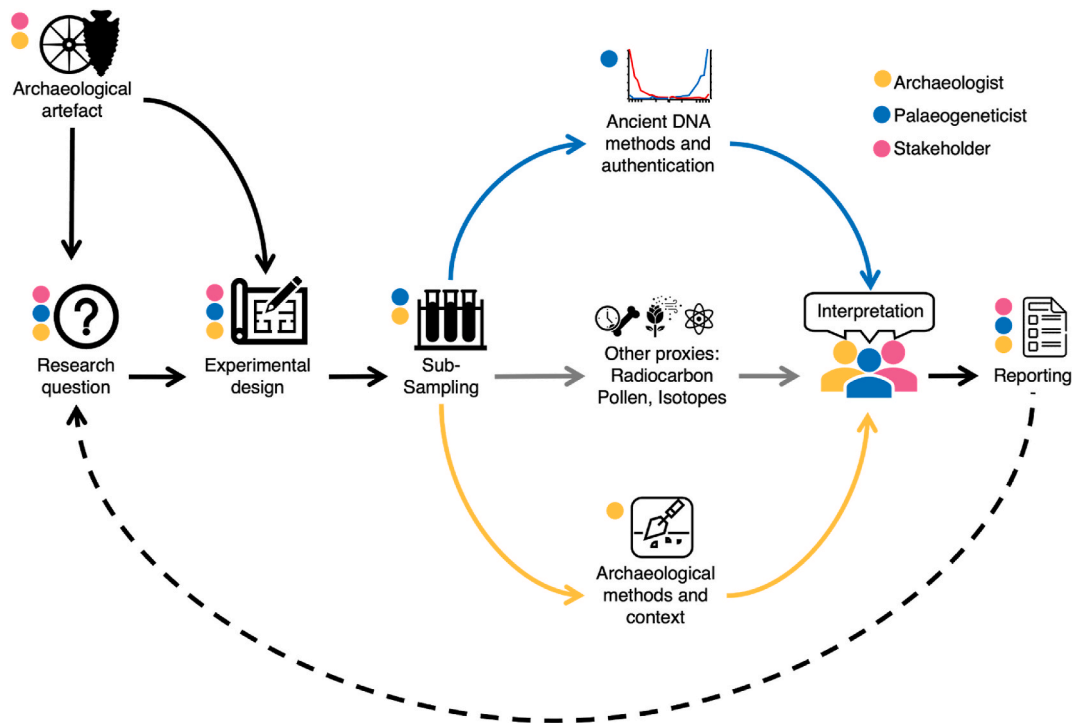 Archaeological
artefact
Ancient DNA
methods and
authentication
Archaeologist
Palaeogeneticist
Stakeholder
Research
question
Experimental
design
Sub-
Sampling
Other proxies:
Radiocarbon
Pollen, Isotopes
Interpretation
Reporting
Archaeological
methods and
context